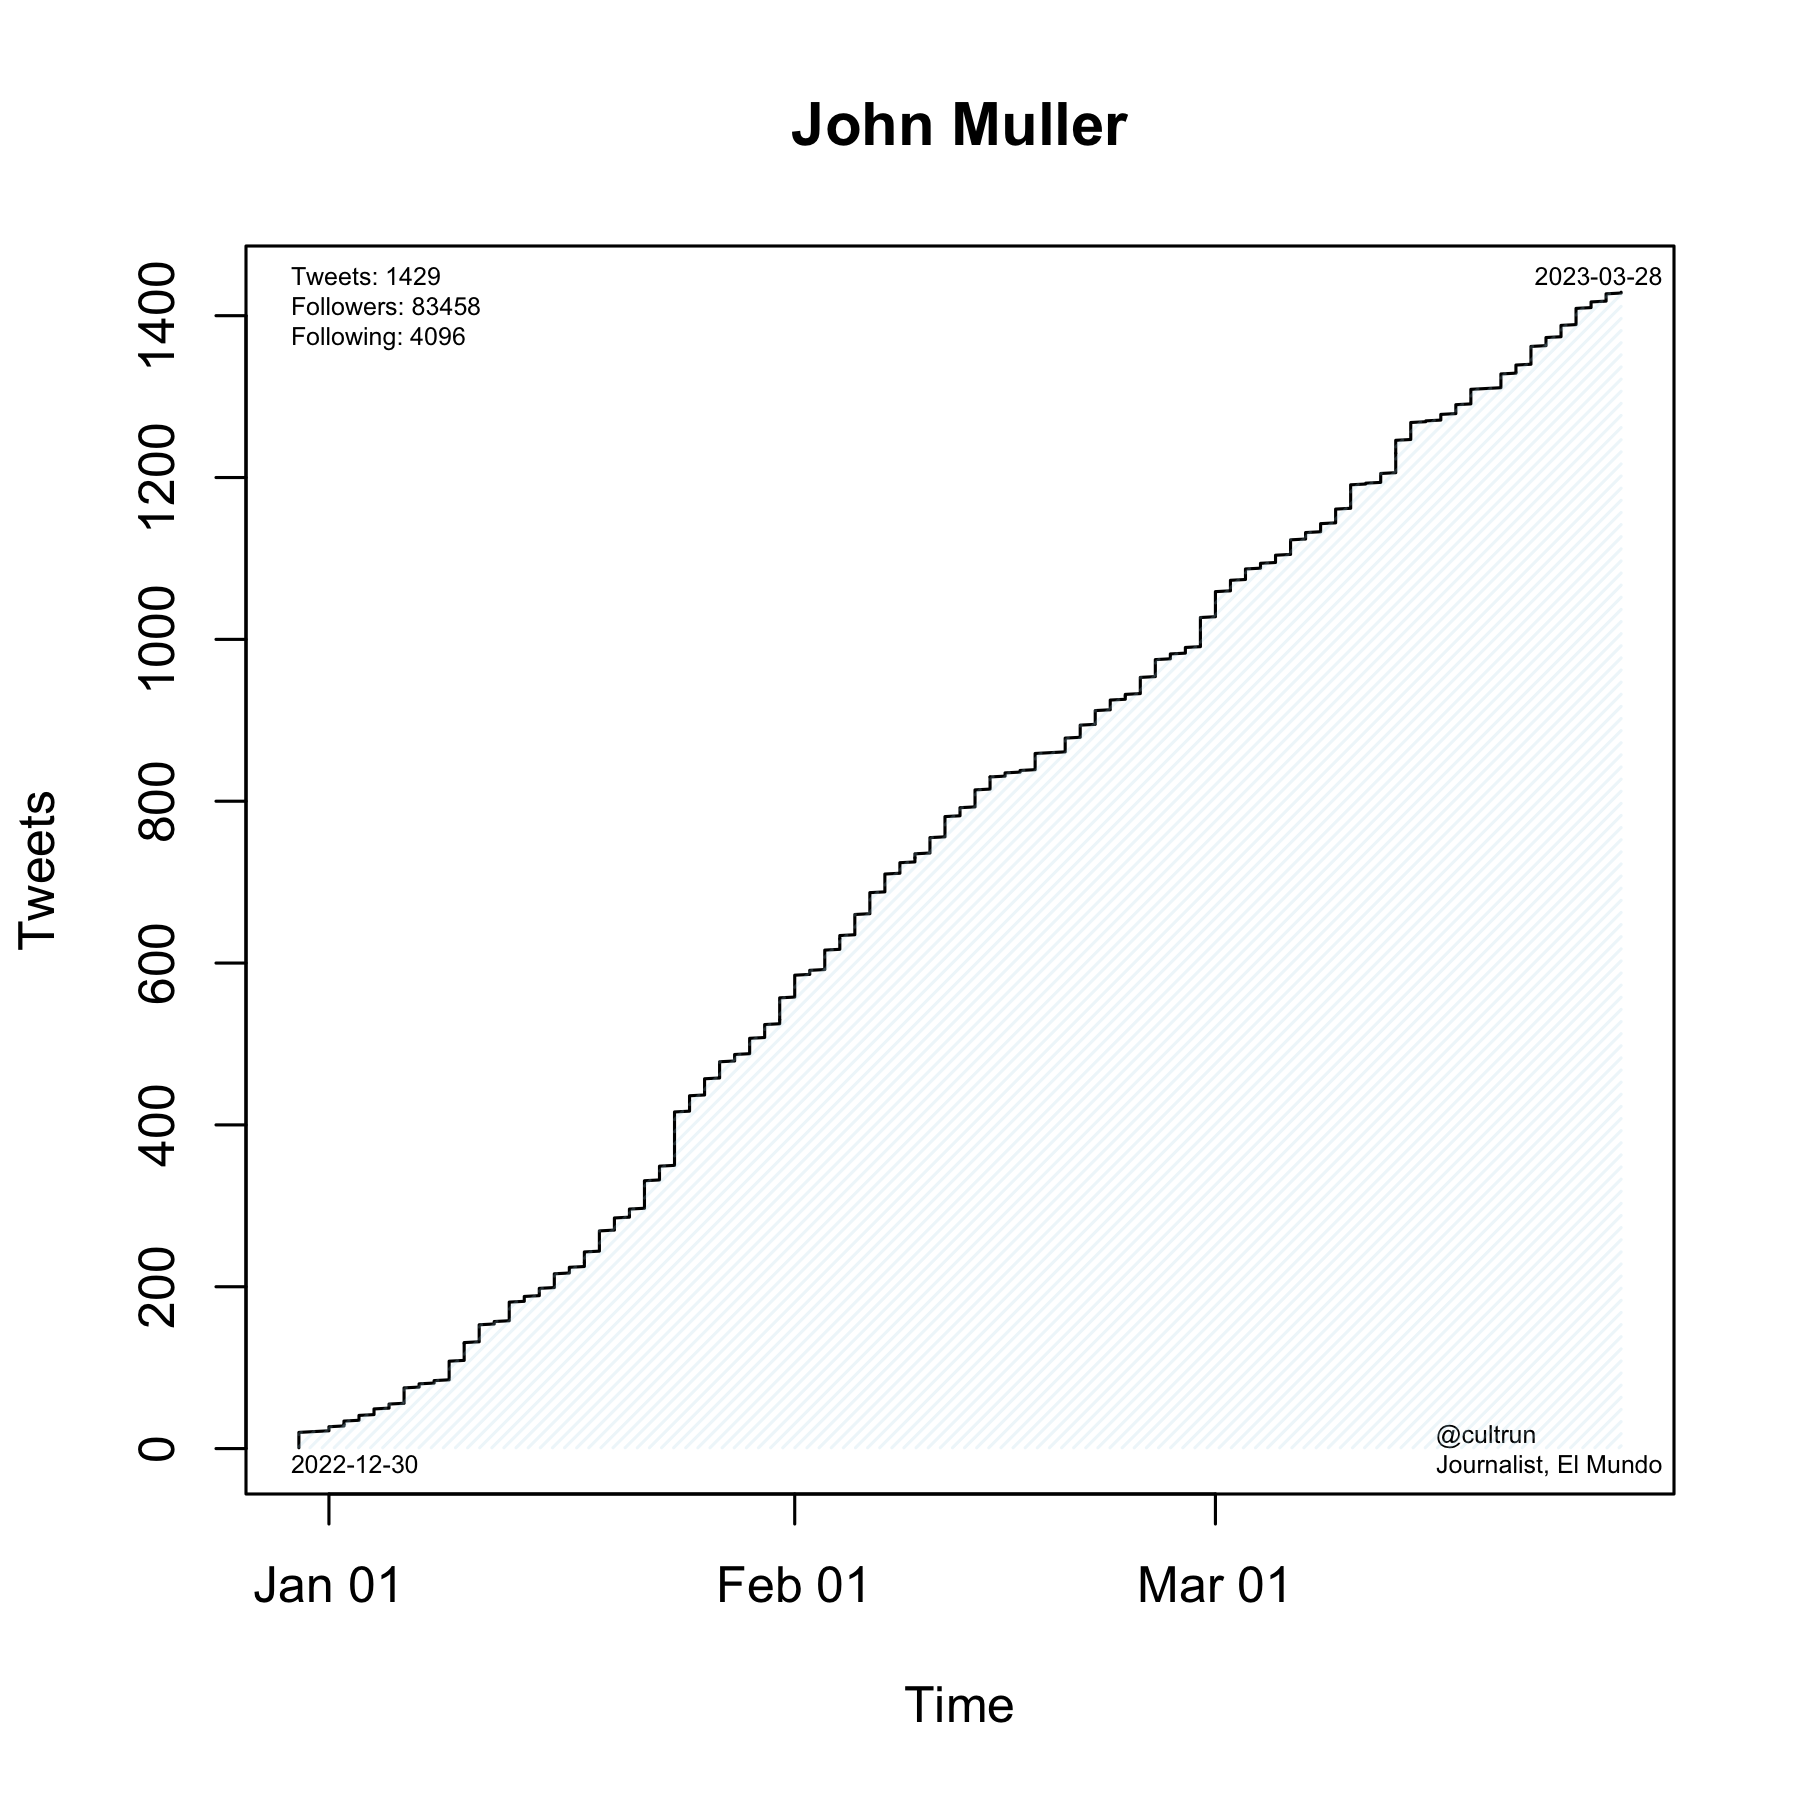 John Muller
Tweets: 1429
Followers: 83458
Following: 4096
2023-03-28
1400
1200
1000
800
600
400
200
0
Tweets
@cultrun
Journalist, El Mundo
2022-12-30
Jan 01
Feb 01
Mar 01
Time